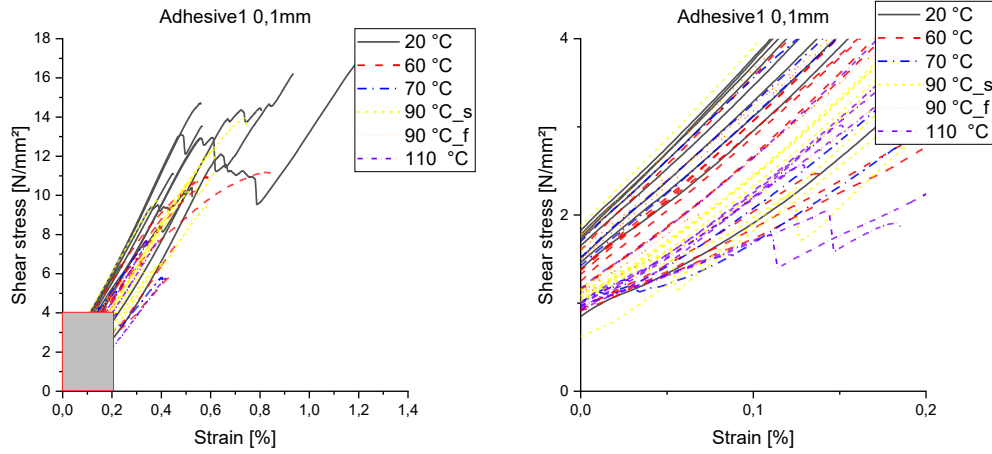 Adhesive1 0,1mm
18
16
14
12
10
8
6
4
2
0
0,0 0,2 0,4 0,6 0,8 1,0 1,2 1,4
Shear stress [N/mm²]
Strain [%]
20 °C
60 °C
70 °C
90 °C_s
90 °C_f
110 °C
Adhesive1 0,1mm
4
2
0
0,0 0,1 0,2
Shear stress [N/mm²]
Strain [%]
20 °C
60 °C
70 °C
90 °C_s
90 °C_f
110 °C